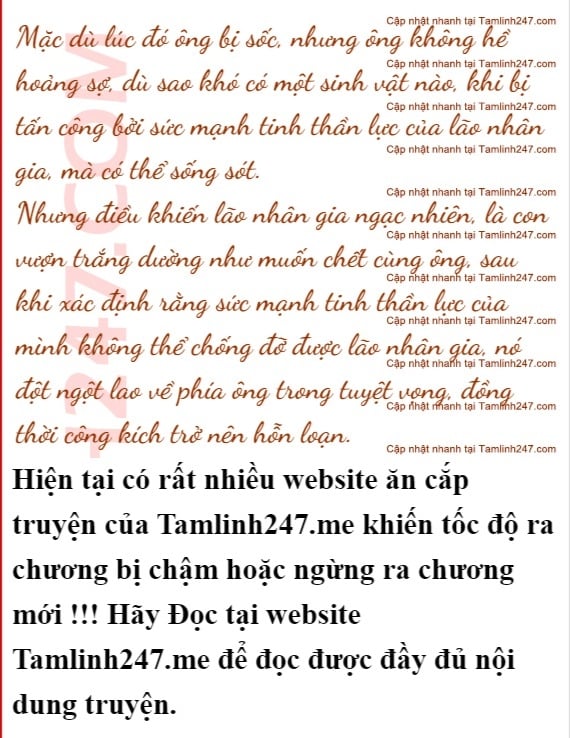 Cập nhật nhanh tại Tamlinh247.com
Mặc dù lúc đó ông bị sốc, nhưng ông không hề
Cập nhật nhanh tại Tamlinh247.com
hoảng sợ, dù sao khó có một sinh vật nào, khi bị
Cập nhật nhanh tại Tamlinh247.com
tấn công bởi sức mạnh tinh thần lực của lão nhân
Cập nhật nhanh tại Tamlinh247.com
gia, mà có thể sống sót.
Cập nhật nhanh tại Tamlinh247.com
Nhưng điều khiến lão nhân gia ngạc nhiên, là con
Cập nhật nhanh tại Tamlinh247.com
vượn trắng dường như muốn chết cùng ông, sau
Cập nhật nhanh tại Tamlinh247.com
khi xác định rằng sức mạnh tinh thần lực của
Cập nhật nhanh tại Tamlinh247.com
mình không thể chống đỡ được lão nhân gia, nó
Cập nhật nhanh tại Tamlinh247.com
đột ngột lao về phía ông trong tuyệt vọng, đồng
Cập nhật nhanh tại Tamlinh247.com
thời công kích trở nên hỗn loạn.
Cập nhật nhanh tại Tamlinh247.com
1247.COM
Hiện tại có rất nhiều website ăn cắp
truyện của Tamlinh247.me khiến tốc độ ra
chương bị chậm hoặc ngừng ra chương
mới !!! Hãy Đọc tại website
Tamlinh247.me để đọc được đầy đủ nội
dung truyện.